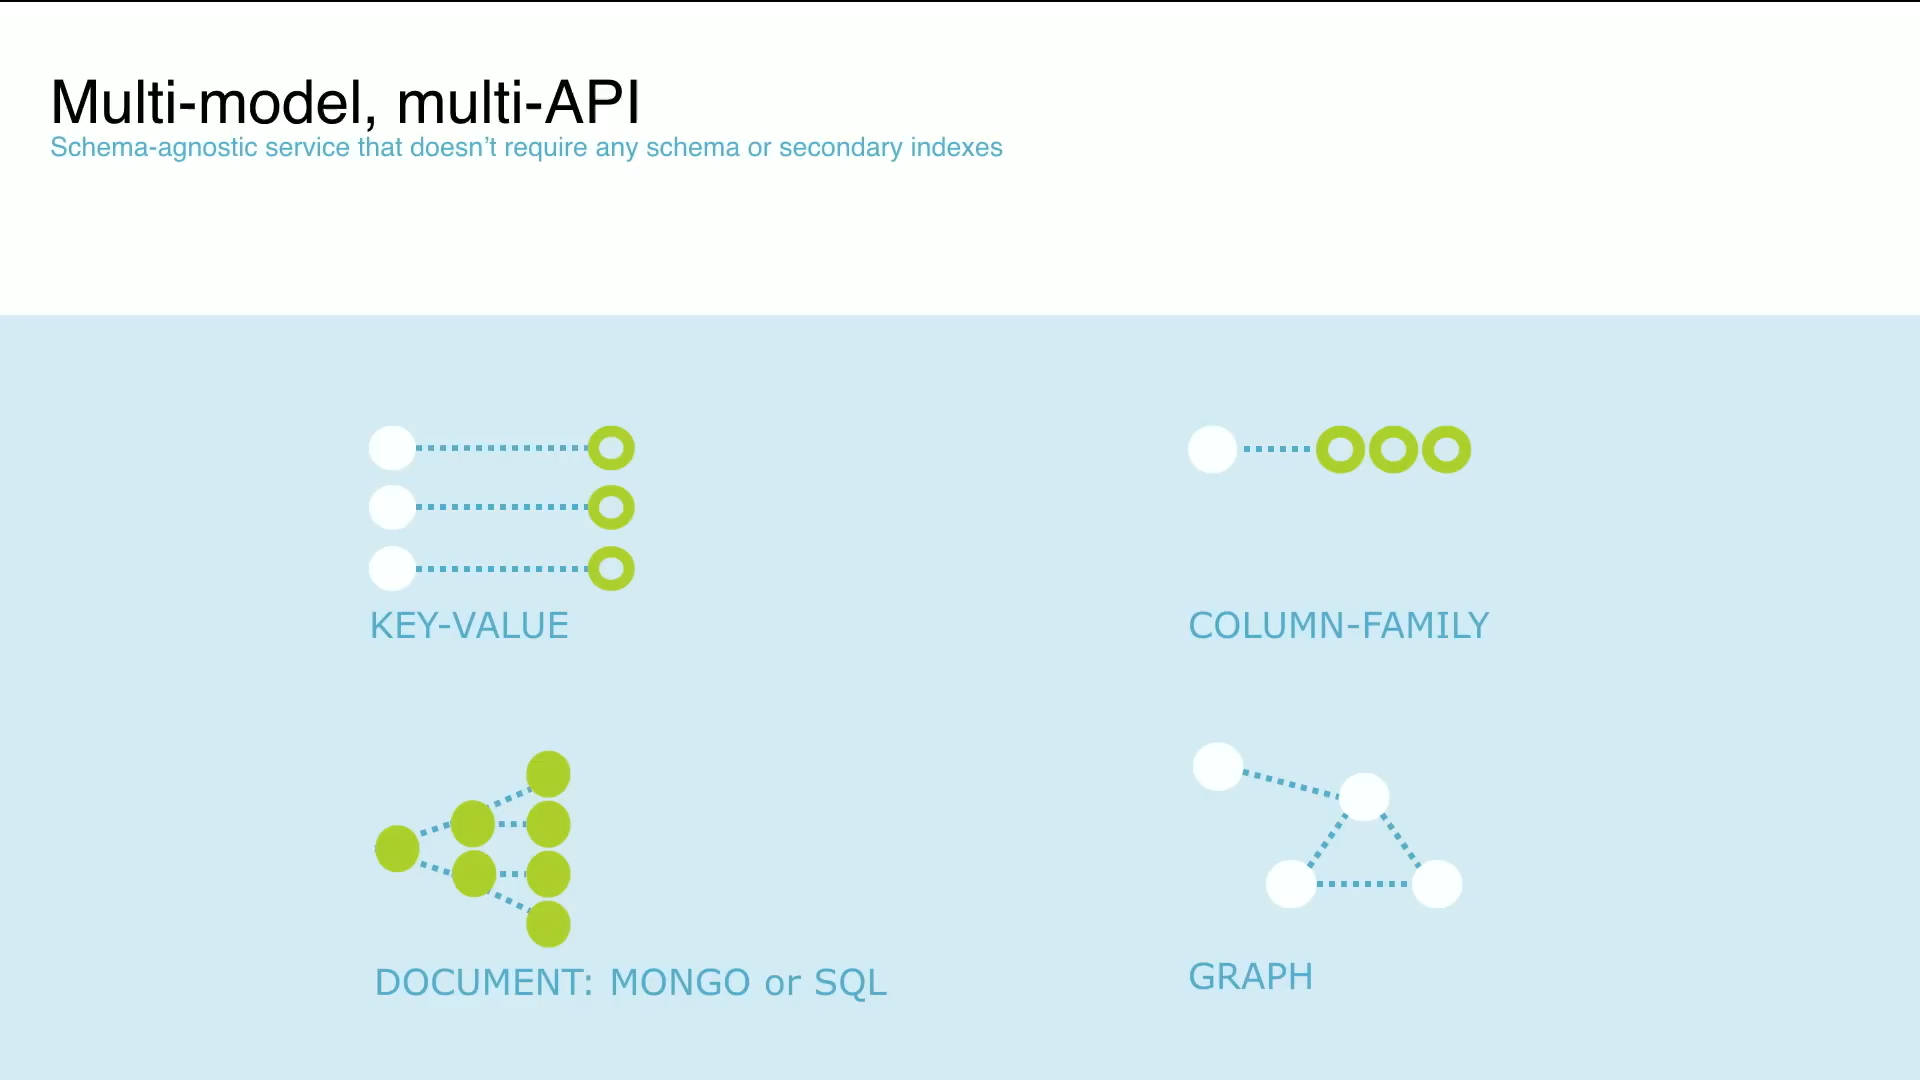 Multi-model, multi-API
Schema-agnostic service that doesn’t require any schema or secondary indexes
KEY-VALUE
COLUMN-FAMILY
DOCUMENT: MONGO or SQL
GRAPH